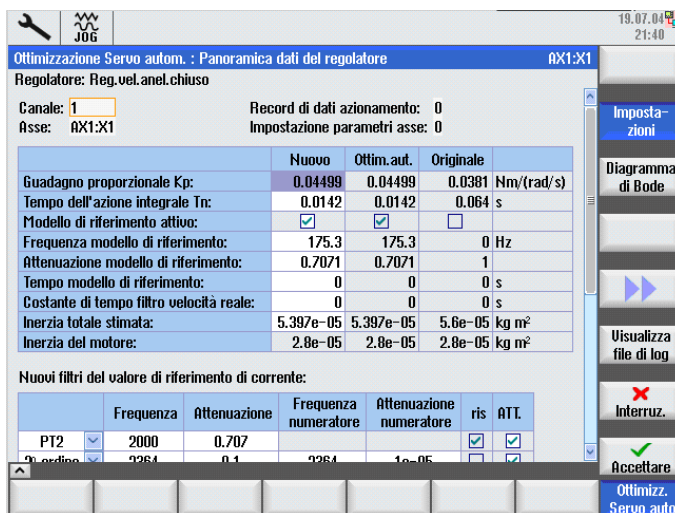 JOG
19.07.04
21:40
Ottimizzazione Servo autom. : Panoramica dati del regolatore AX1:X1
Regolatore: Reg.vel.anel.chiuso
Canale: 1 Record di dati azionamento: 0
Asse: AX1:X1 Impostazione parametri asse: 0
Nuovo Ottim.aut. Originale
Guadagno proporzionale Kp: 0.04499 0.04499 0.0381 Nm/(rad/s)
Tempo dell'azione integrale Tn: 0.0142 0.0142 0.064 s
Modello di riferimento attivo:
Frequenza modello di riferimento: 175.3 175.3 0 Hz
Attenuazione modello di riferimento: 0.7071 0.7071 1
Tempo modello di riferimento: 0 0 0 s
Costante di tempo filtro velocità reale: 0 0 0 s
Inerzia totale stimata: 5.397e-05 5.397e-05 5.6e-05 kg m²
Inerzia del motore: 2.8e-05 2.8e-05 2.8e-05 kg m²
Nuovi filtri del valore di riferimento di corrente:
Frequenza Attenuazione Frequenza numeratore Attenuazione numeratore ris ATT.
PT2 2000 0.707
2º ordine 2364 0.1 2364 1e-05
Imposta-
zioni
Diagramma
di Bode
Visualizza
file di log
Interruz.
Accettare
Ottimizz.
Servo auto